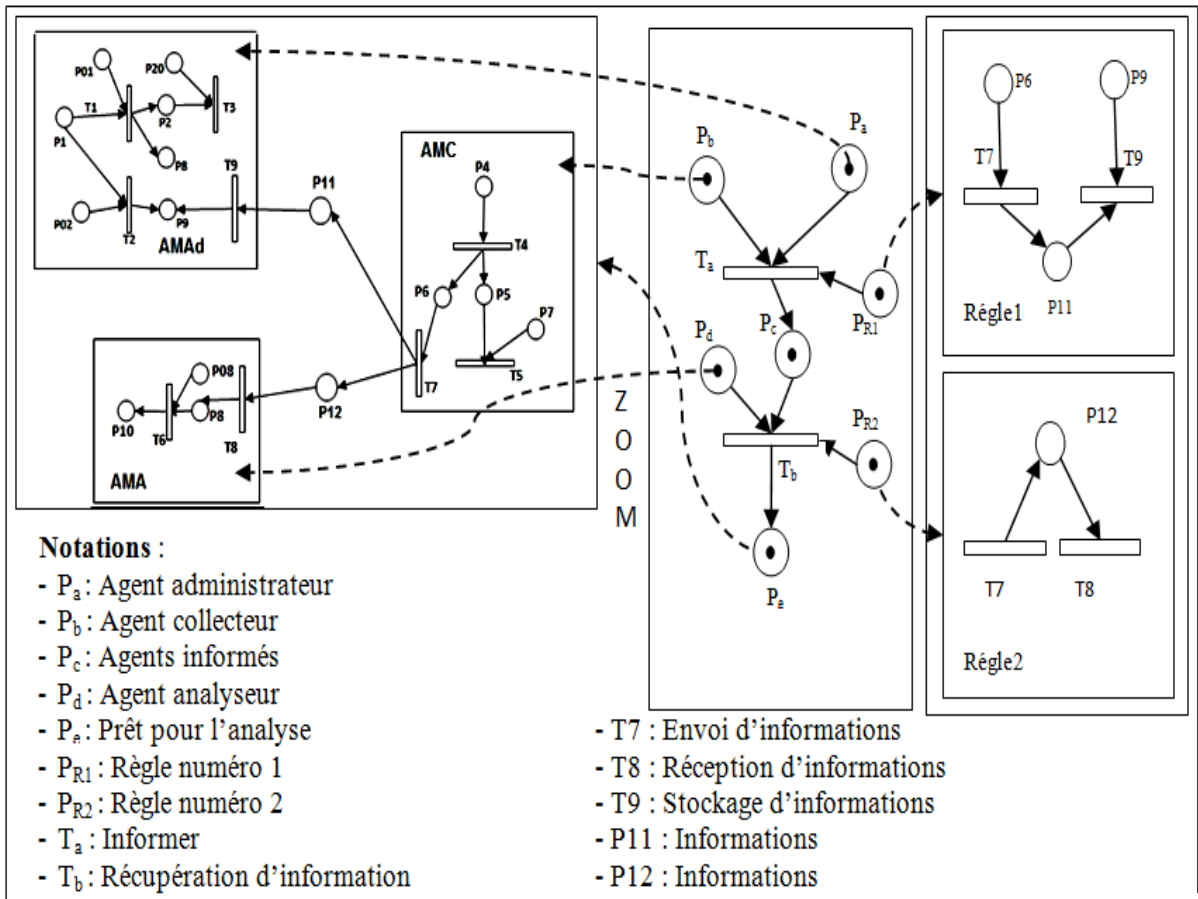 P01
P20
T1
P2
T3
P1
P8
T9
P02
T2
P9
AMAd
P11
AMC
P4
T4
P6
P5
P7
T7
T5
P08
P10
T6
P8
T8
AMA
P12
Z
O
O
M
Pb
Pa
Ta
PR1
Pd
Pc
PR2
Tb
Pe
P6
P9
T7
T9
P11
Régle1
P12
T7
T8
Régle2
Notations :
- Pa : Agent administrateur
- Pb : Agent collecteur
- Pc : Agents informés
- Pd : Agent analyseur
- Pe : Prêt pour l'analyse
- PR1 : Règle numéro 1
- PR2 : Règle numéro 2
- Ta : Informer
- Tb : Récupération d'information
- T7 : Envoi d'informations
- T8 : Réception d'informations
- T9 : Stockage d'informations
- P11 : Informations
- P12 : Informations